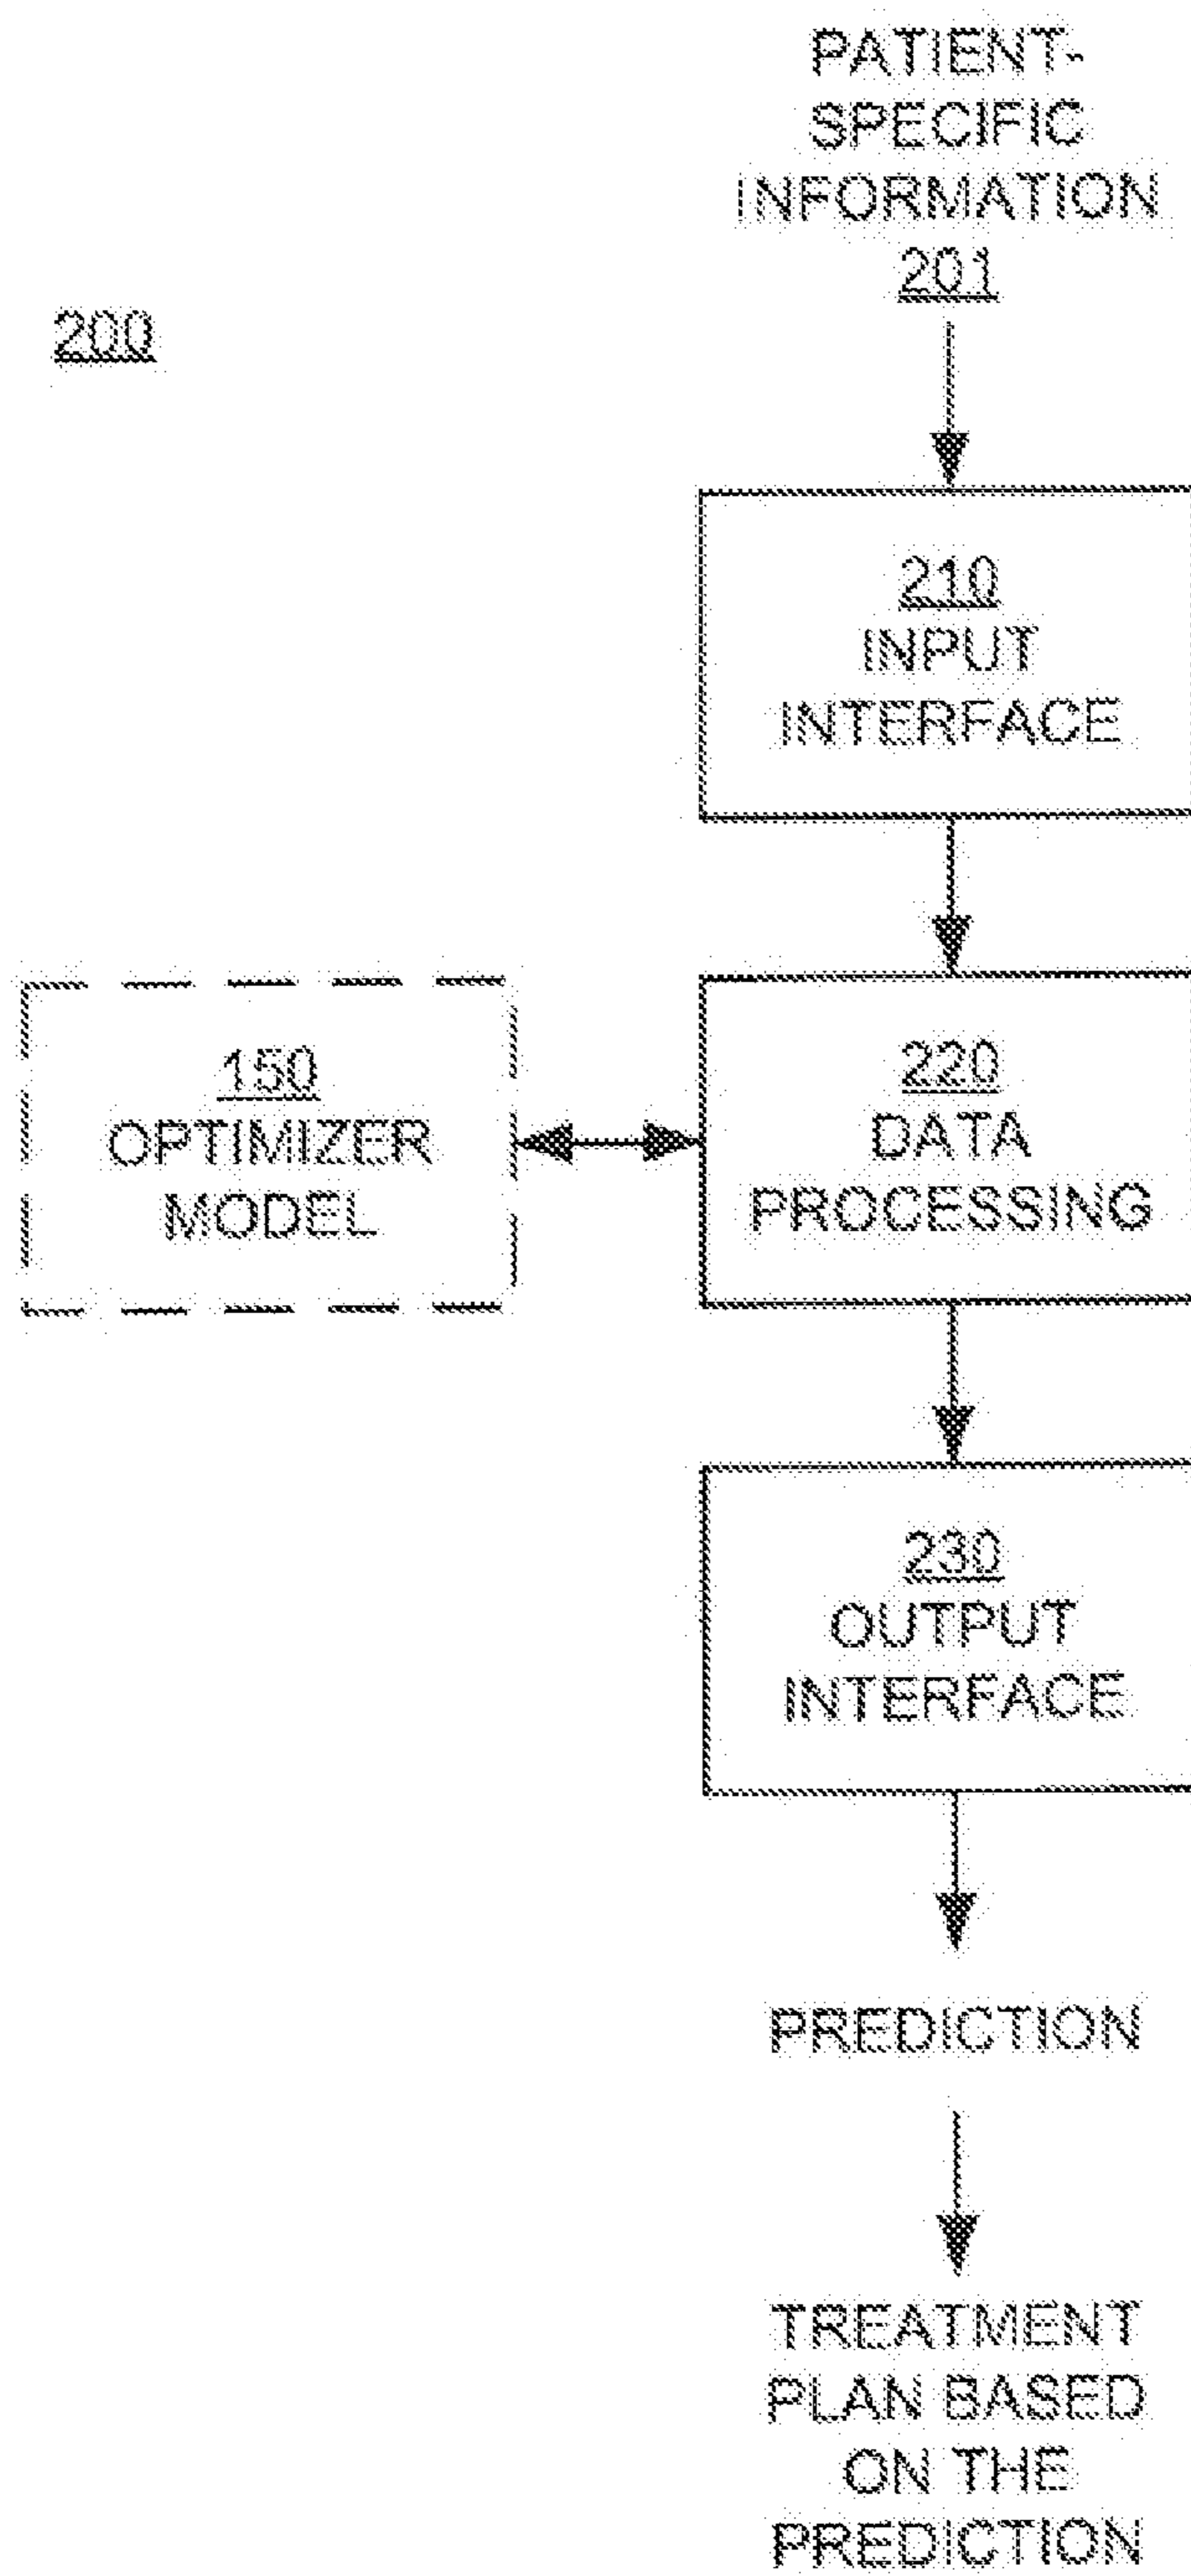 PATIENT-
SPECIFIC
INFORMATION
201
200
210
INPUT
INTERFACE
150
OPTIMIZER
MODEL
220
DATA
PROCESSING
230
OUTPUT
INTERFACE
PREDICTION
TREATMENT
PLAN BASED
ON THE
PREDICTION